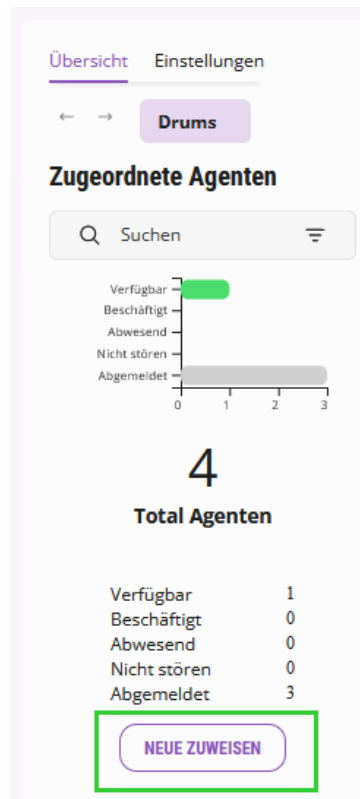 Übersicht Einstellungen
← → Drums
Zugeordnete Agenten
Suchen
Verfügbar
Beschäftigt
Abwesend
Nicht stören
Abgemeldet
0 1 2 3
4
Total Agenten
Verfügbar 1
Beschäftigt 0
Abwesend 0
Nicht stören 0
Abgemeldet 3
NEUE ZUWEISEN